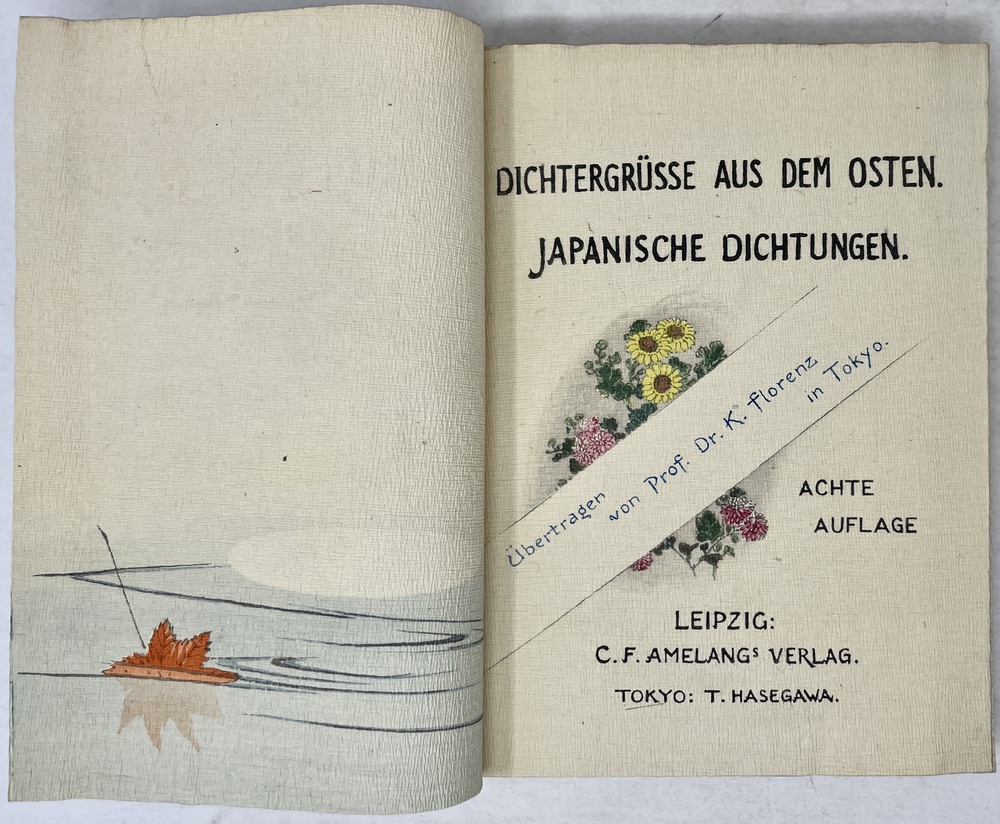 DICHTERGRÜSSE AUS DEM OSTEN.
JAPANISCHE DICHTUNGEN.
Übertragen
von Prof. Dr. K. florenz
in Tokyo.
ACHTE
AUFLAGE
LEIPZIG:
C. F. AMELANGs VERLAG.
TOKYO: T. HASEGAWA.